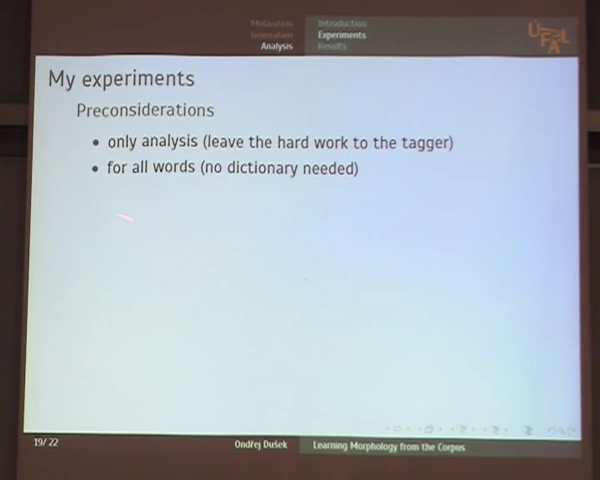 Motivation
Generation
Analysis
Introduction
Experiments
Results
ÚFAL
My experiments
Preconsiderations
• only analysis (leave the hard work to the tagger)
• for all words (no dictionary needed)
19/22
Ondřej Dušek
Learning Morphology from the Corpus